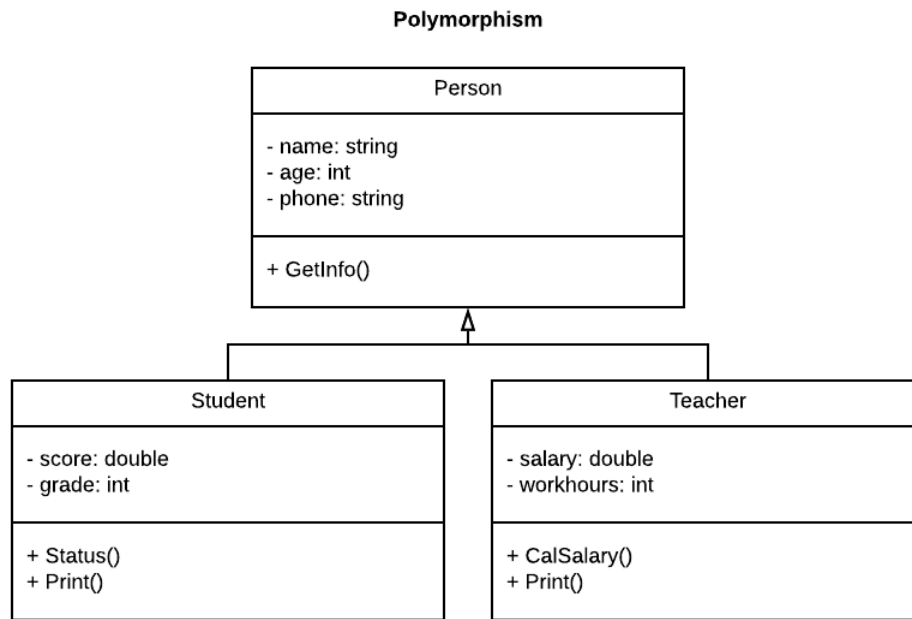 Polymorphism
Person
- name: string
- age: int
- phone: string
+ GetInfo()
Student
- score: double
- grade: int
+ Status()
+ Print()
Teacher
- salary: double
- workhours: int
+ CalSalary()
+ Print()